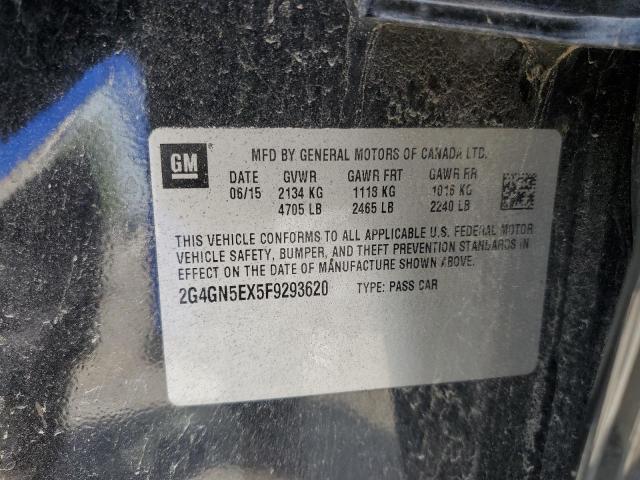 GM
MFD BY GENERAL MOTORS OF CANADA LTD.
DATE GVWR GAWR FRT GAWR RR
06/15 2134 KG 1118 KG 1016 KG
4705 LB 2465 LB 2240 LB
THIS VEHICLE CONFORMS TO ALL APPLICABLE U.S. FEDERAL MOTOR
VEHICLE SAFETY, BUMPER, AND THEFT PREVENTION STANDARDS IN
EFFECT ON THE DATE OF MANUFACTURE SHOWN ABOVE.
2G4GN5EX5F9293620 TYPE: PASS CAR